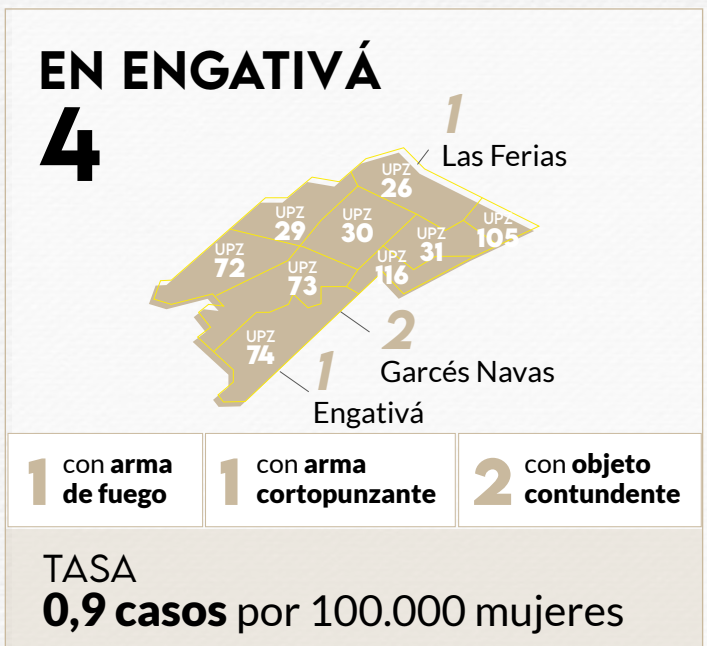 EN ENGATIVÁ
4
1
Las Ferias
UPZ
26
UPZ
29
UPZ
30
UPZ
105
UPZ
31
UPZ
72
UPZ
73
UPZ
116
UPZ
74
2
Garcés Navas
1
Engativá
1 con arma
de fuego
1 con arma
cortopunzante
2 con objeto
contundente
TASA
0,9 casos por 100.000 mujeres